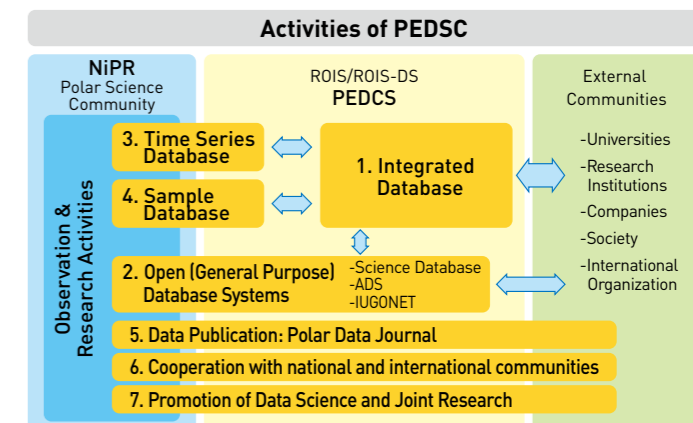 Activities of PEDSC
NiPR
Polar Science
Community
ROIS/ROIS-DS
PEDCS
External
Communities
Observation &
Research Activities
3. Time Series
Database
4. Sample
Database
1. Integrated
Database
-Universities
-Research
Institutions
-Companies
-Society
-International
Organization
2. Open (General Purpose)
Database Systems
-Science Database
-ADS
-IUGONET
5. Data Publication: Polar Data Journal
6. Cooperation with national and international communities
7. Promotion of Data Science and Joint Research